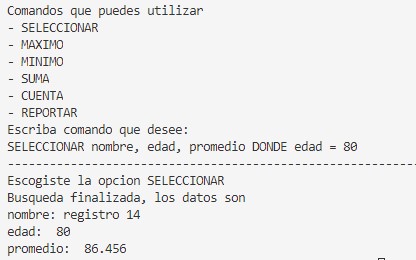 Comandos que puedes utilizar
- SELECCIONAR
- MAXIMO
- MINIMO
- SUMA
- CUENTA
- REPORTAR
Escriba comando que desee:
SELECCIONAR nombre, edad, promedio DONDE edad = 80
------------------------------------------------------------
Escogiste la opcion SELECCIONAR
Busqueda finalizada, los datos son
nombre: registro 14
edad:  80
promedio:  86.456